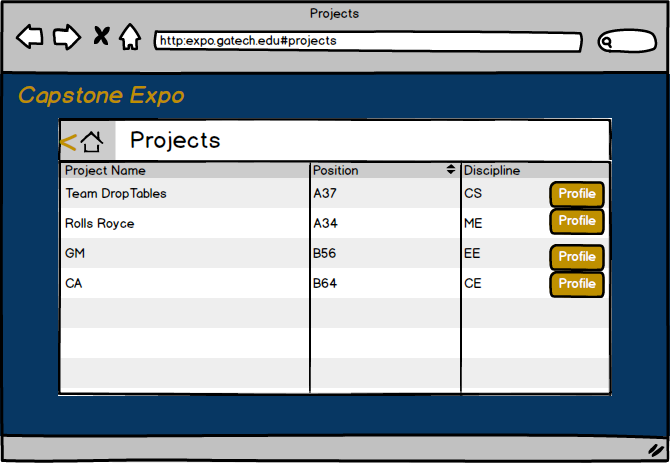 Projects
http:expo.gatech.edu#projects
Capstone Expo
< Projects
Project Name Position Discipline
Team DropTables A37 CS Profile
Rolls Royce A34 ME Profile
GM B56 EE Profile
CA B64 CE Profile